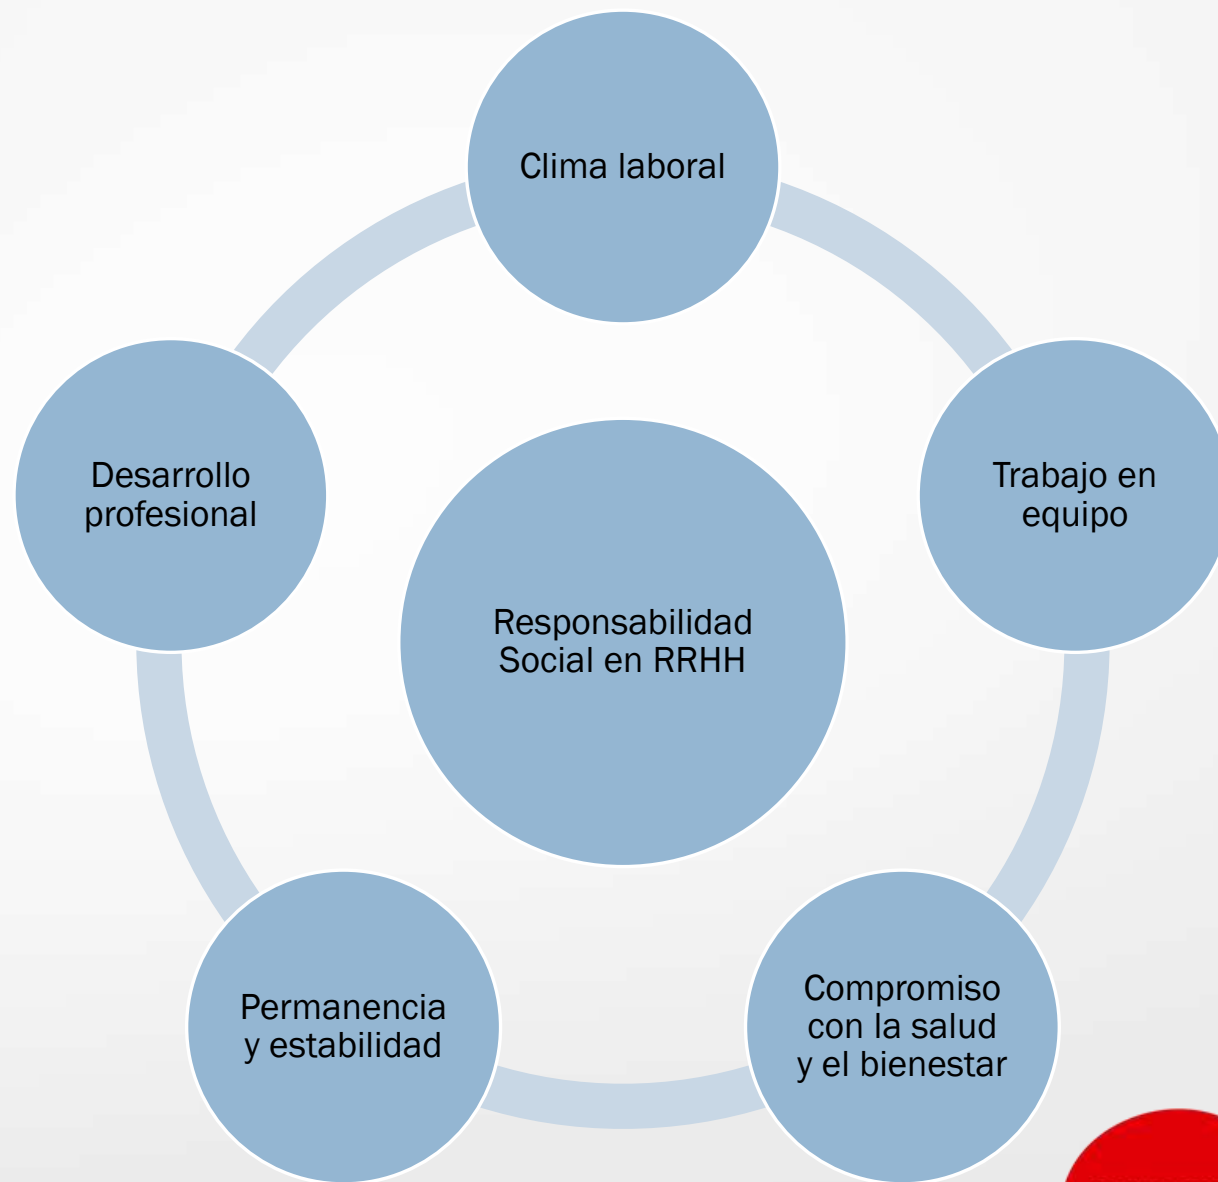 Clima laboral
Desarrollo
profesional
Trabajo en
equipo
Responsabilidad
Social en RRHH
Permanencia
y estabilidad
Compromiso
con la salud
y el bienestar